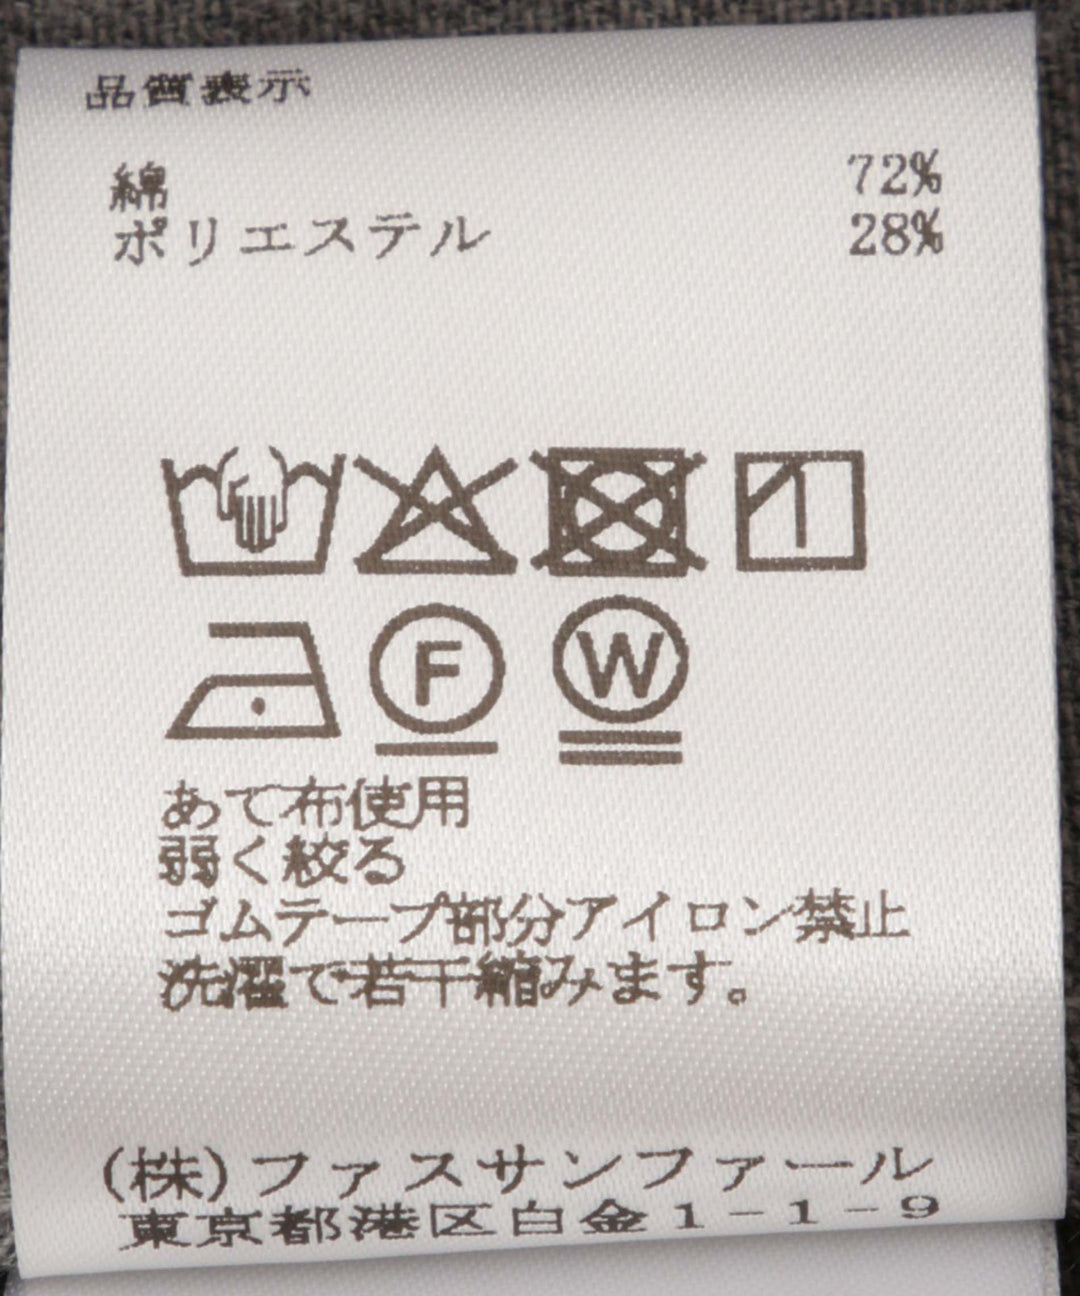 品質表示
綿 72%
ポリエステル 28%
F W
あて布使用
弱く絞る
ゴムテープ部分アイロン禁止
洗濯で若干縮みます。
(株)ファスサンファール
東京都港区白金1-1-9